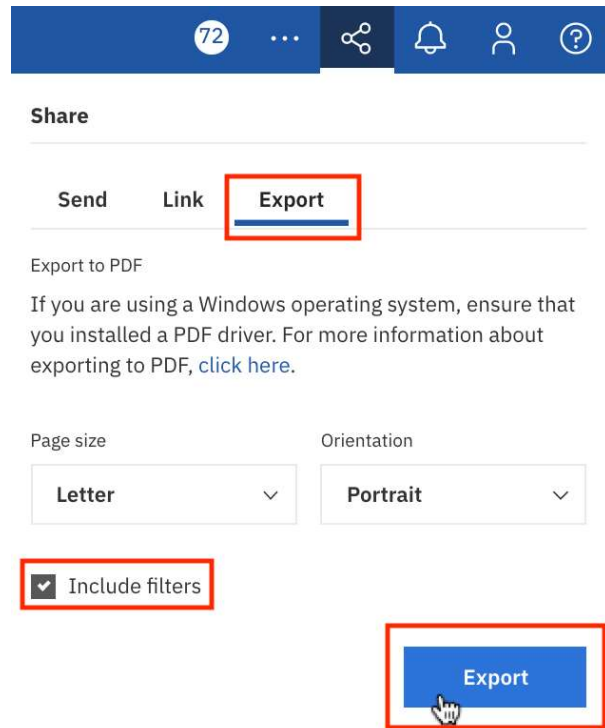 72 ...
Share
Send Link Export
Export to PDF
If you are using a Windows operating system, ensure that
you installed a PDF driver. For more information about
exporting to PDF, click here.
Page size Orientation
Letter Portrait
Include filters
Export